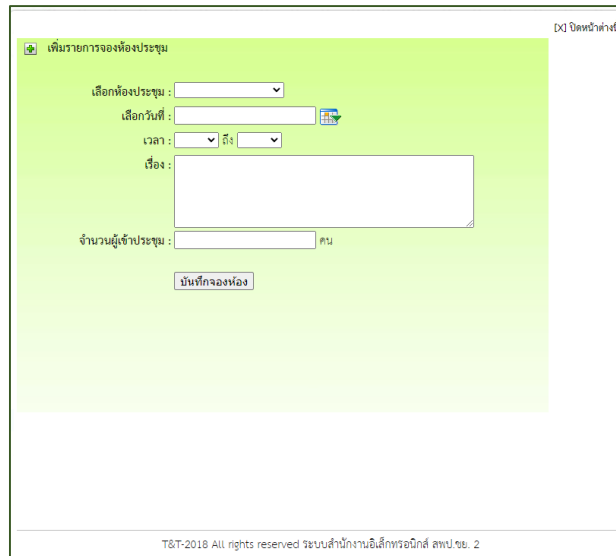 [X] ปิดหน้าต่าง
เพิ่มรายการจองห้องประชุม
เลือกห้องประชุม :
เลือกวันที่ :
เวลา : ถึง
เรื่อง :
จำนวนผู้เข้าประชุม : คน
บันทึกจองห้อง
T&T-2018 All rights reserved ระบบสำนักงานอิเล็กทรอนิกส์ สพป.ชย. 2